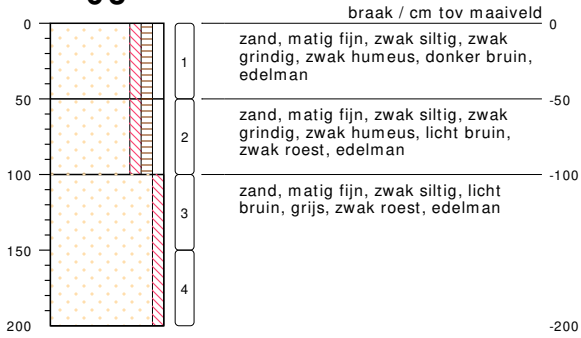 braak / cm tov maaiveld
0
0
zand, matig fijn, zwak siltig, zwak
grindig, zwak humeus, donker bruin,
edelman
1
50
-50
zand, matig fijn, zwak siltig, zwak
grindig, zwak humeus, licht bruin,
zwak roest, edelman
2
100
-100
zand, matig fijn, zwak siltig, licht
bruin, grijs, zwak roest, edelman
3
150
4
200
-200